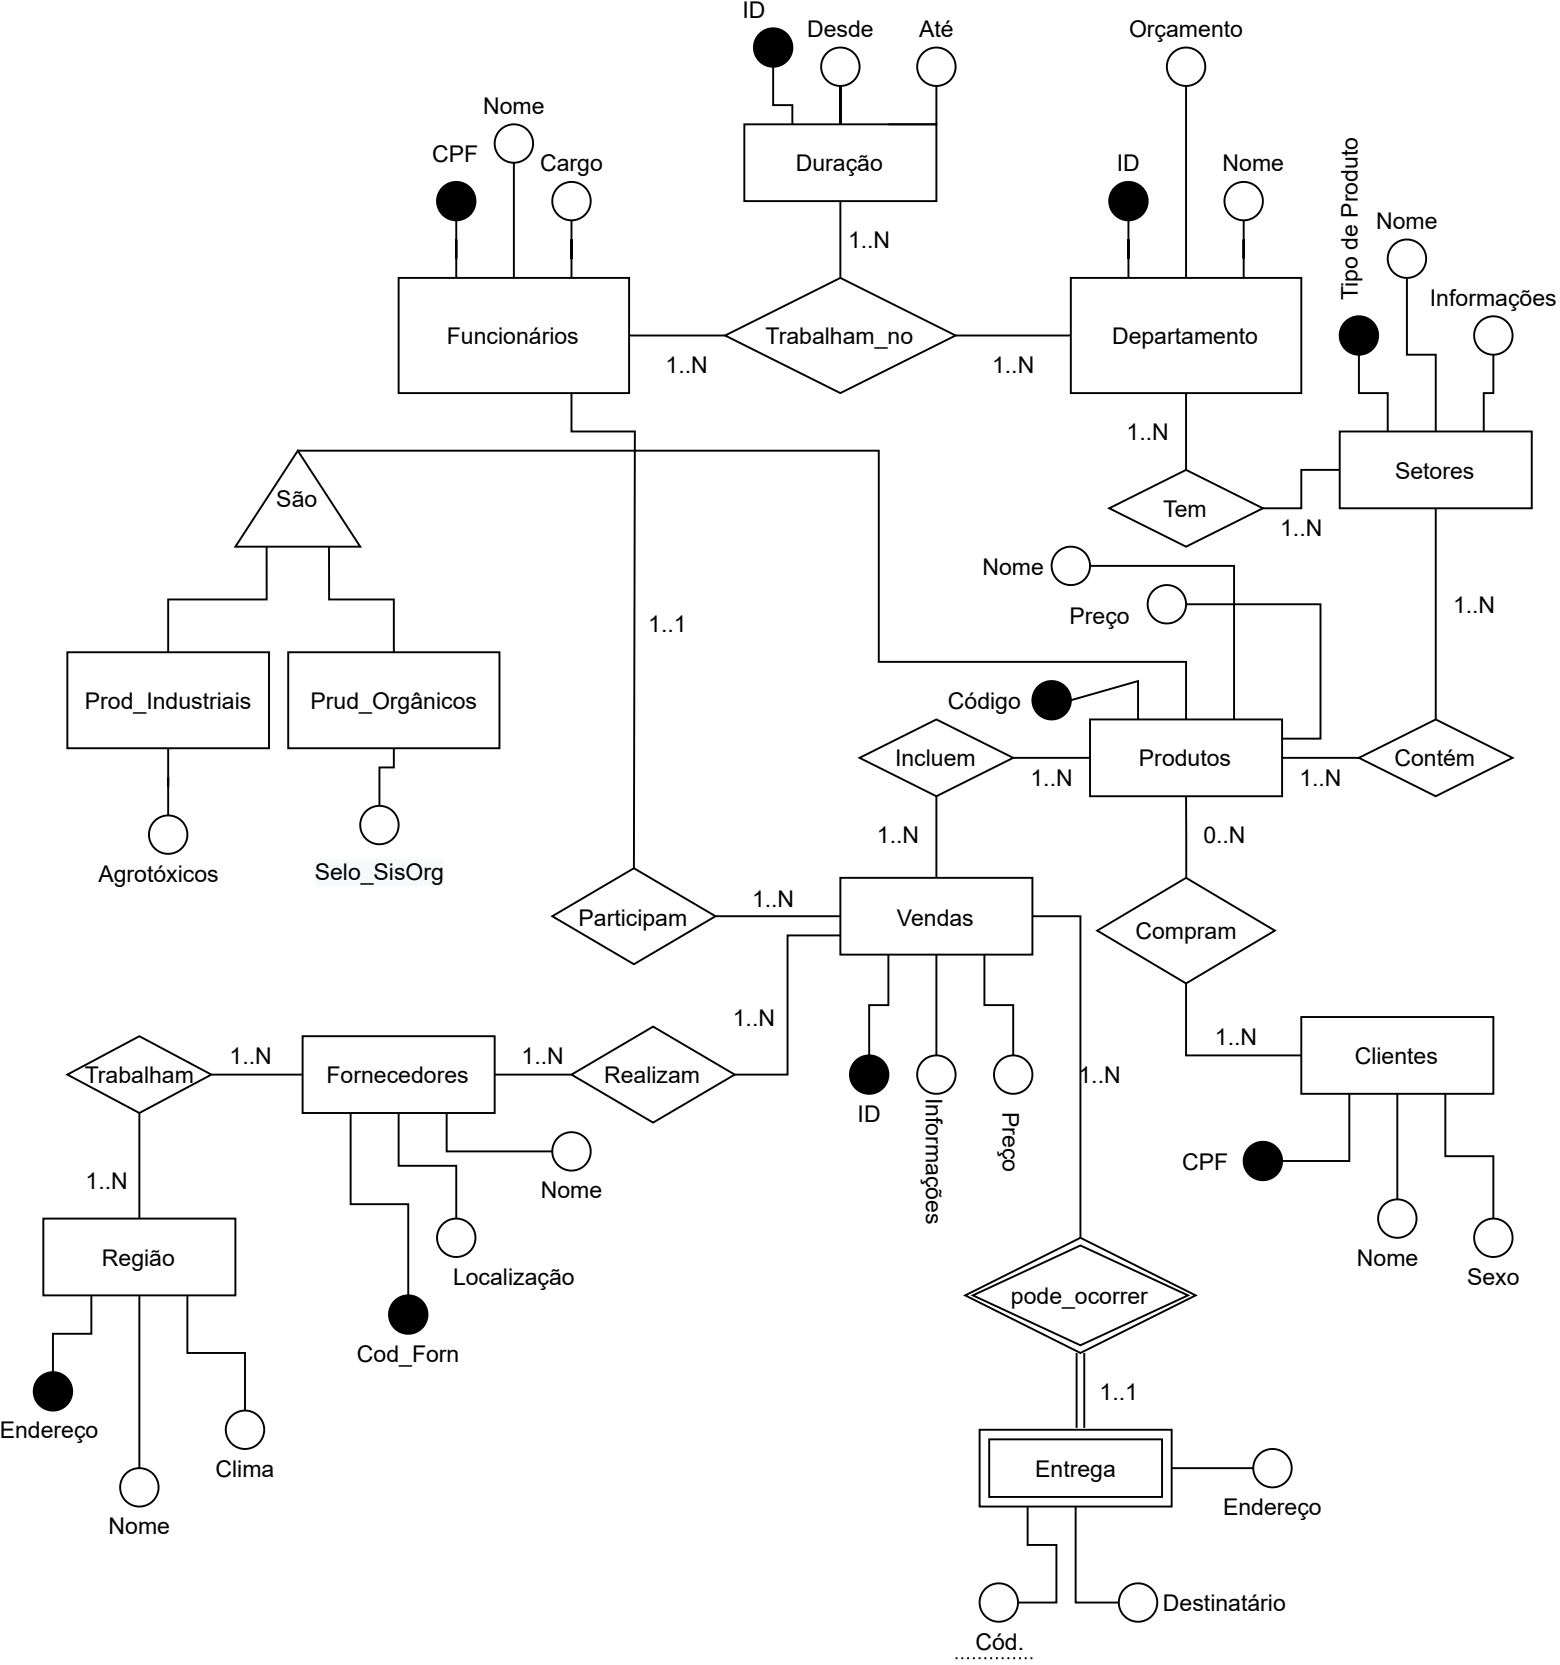 ID
Desde
Até
Orçamento
Nome
CPF
Cargo
Duração
ID
Nome
Tipo de Produto
Nome
1..N
Informações
Funcionários
Trabalham_no
Departamento
1..N
1..N
1..N
Setores
São
Tem
1..N
Nome
Preço
1..N
1..1
Prod_Industriais
Prud_Orgânicos
Código
Incluem
Produtos
Contém
1..N
1..N
1..N
0..N
Agrotóxicos
Selo_SisOrg
1..N
Participam
Vendas
Compram
1..N
1..N
1..N
1..N
Clientes
Trabalham
Fornecedores
Realizam
1..N
ID
Informações
Preço
CPF
1..N
Nome
Região
Nome
Localização
Sexo
pode_ocorrer
Cod_Forn
1..1
Endereço
Clima
Entrega
Endereço
Nome
Destinatário
Cód.